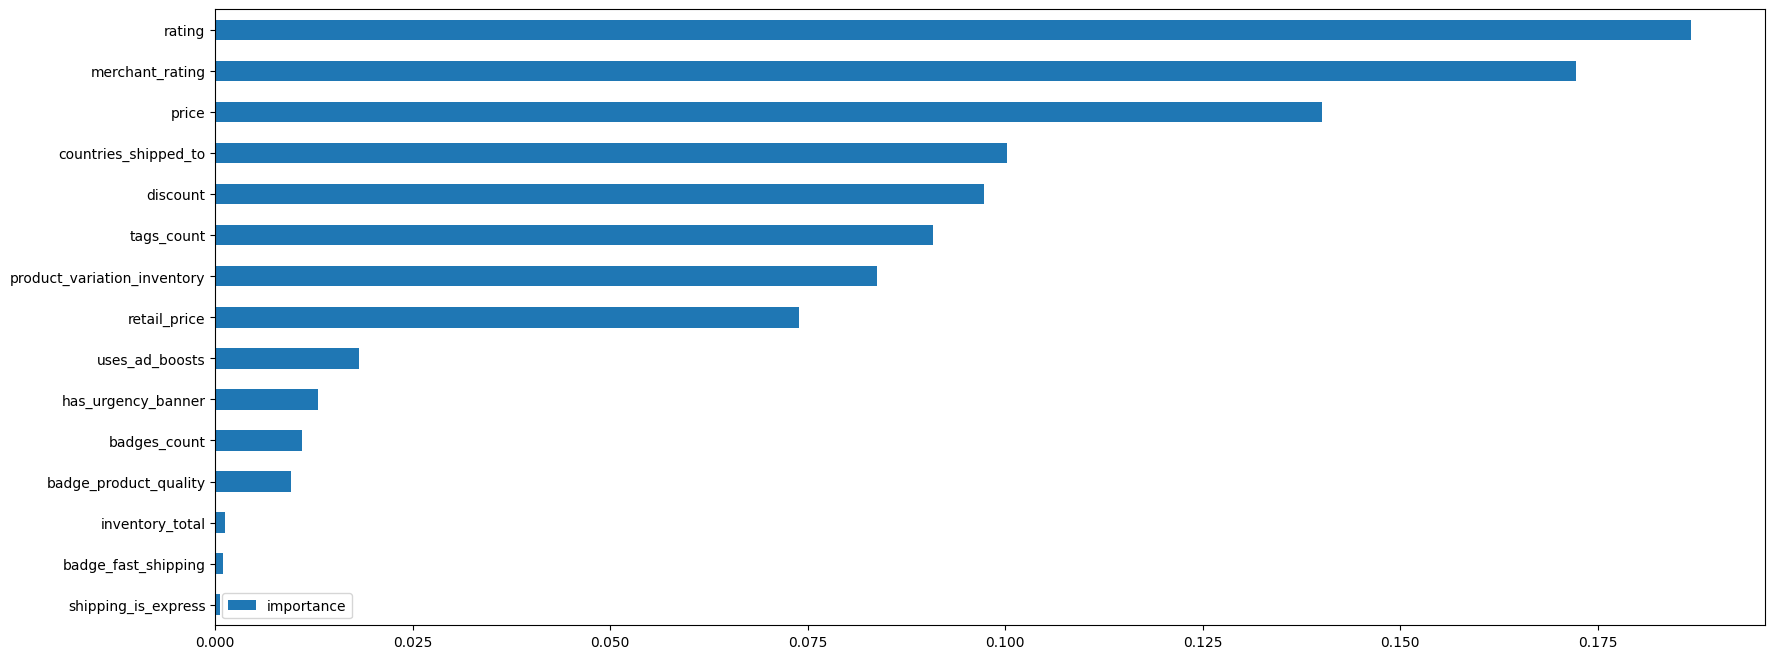 rating
merchant_rating
price
countries_shipped_to
discount
tags_count
product_variation_inventory
retail_price
uses_ad_boosts
has_urgency_banner
badges_count
badge_product_quality
inventory_total
badge_fast_shipping
shipping_is_express
importance
0.000 0.025 0.050 0.075 0.100 0.125 0.150 0.175